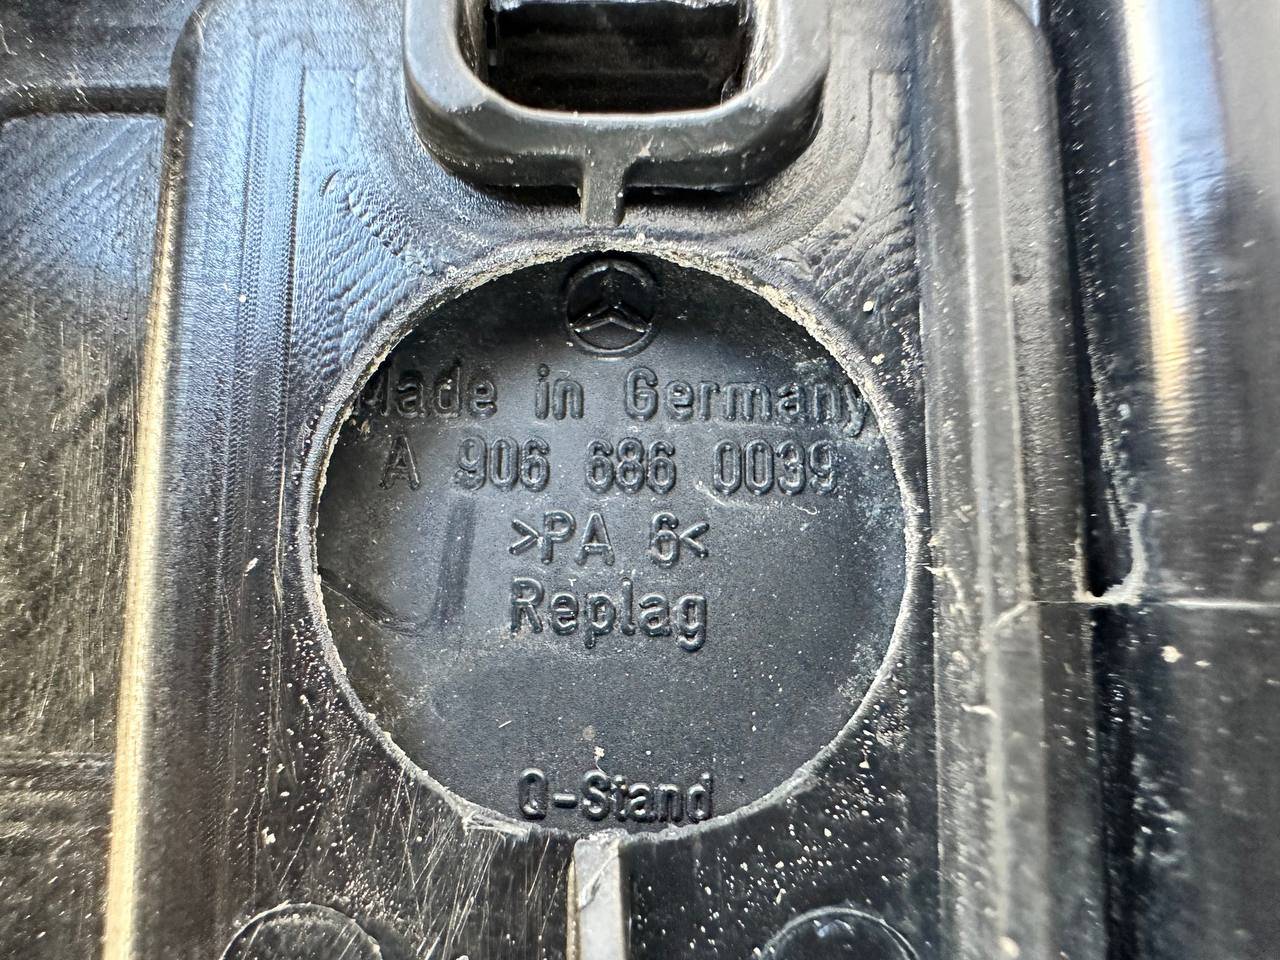 Made in Germany
A 906 686 0039
>PA 6<
Replag
Q-Stand